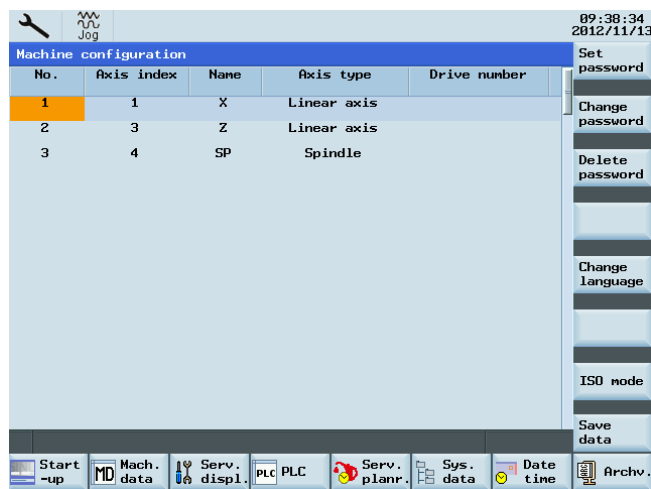 Jog
09:38:34
2012/11/13
Machine configuration
No. Axis index Name Axis type Drive number
1 1 X Linear axis
2 3 Z Linear axis
3 4 SP Spindle
Set
password
Change
password
Delete
password
Change
language
ISO mode
Save
data
Start
-up
MD Mach.
data
Serv.
displ.
PLC PLC
Serv.
planr.
Sys.
data
Date
time
Archv.